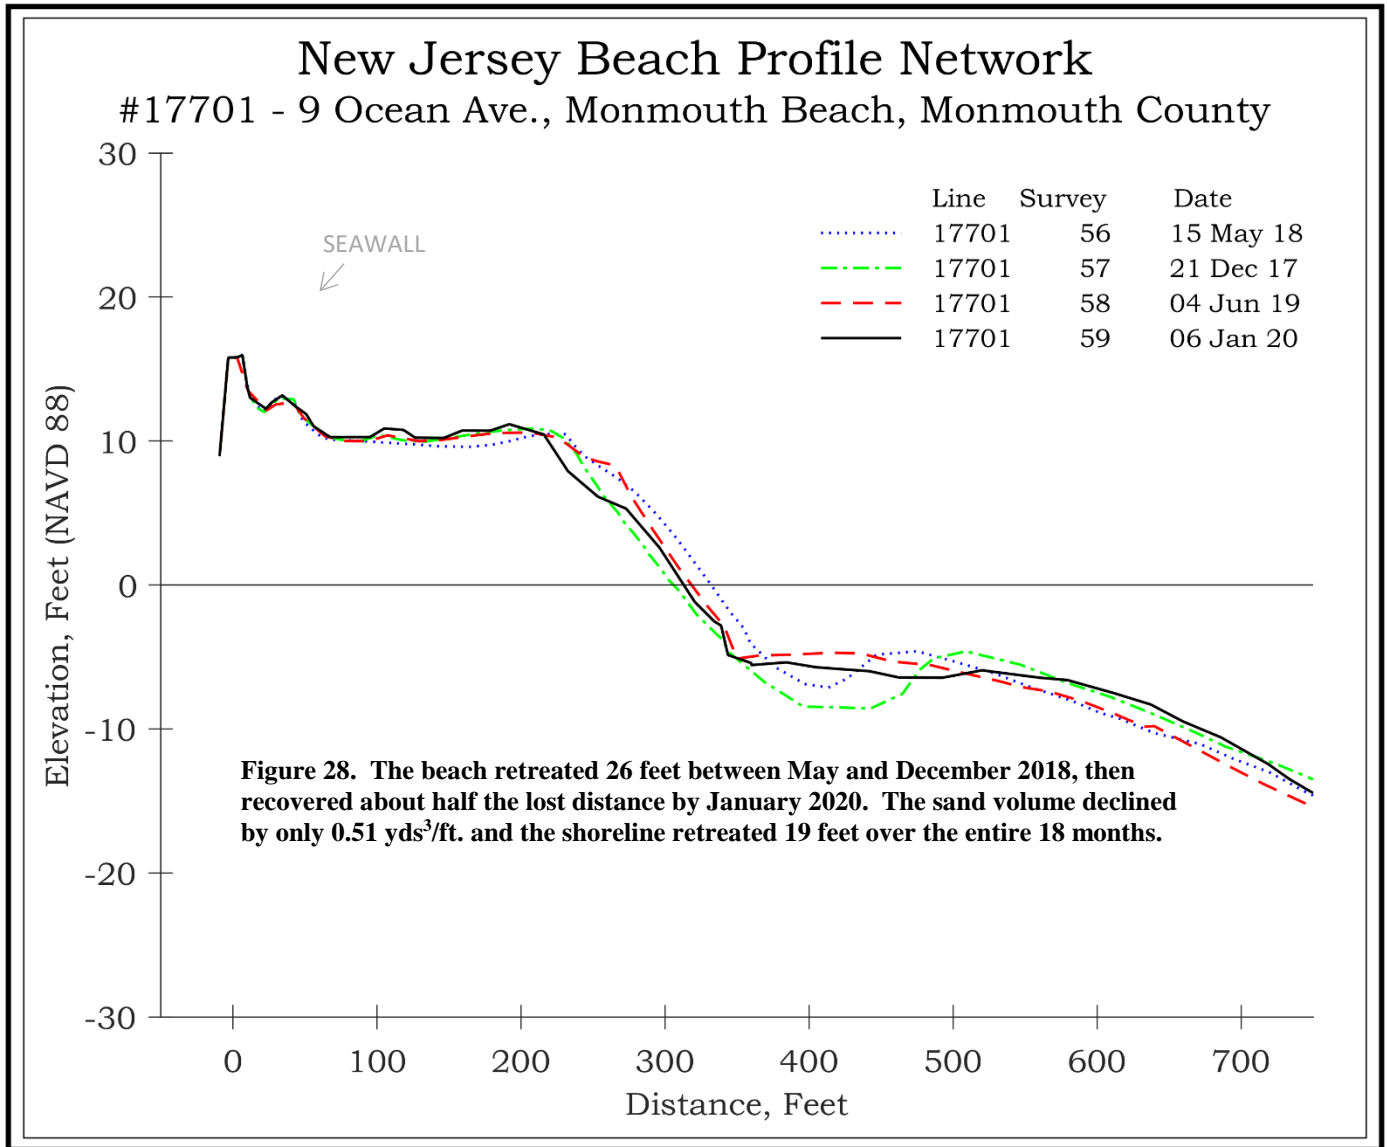 New Jersey Beach Profile Network
#17701 - 9 Ocean Ave., Monmouth Beach, Monmouth County
30
Line Survey Date
17701 56 15 May 18
17701 57 21 Dec 17
17701 58 04 Jun 19
17701 59 06 Jan 20
SEAWALL
20
10
0
-10
-20
-30
Elevation, Feet (NAVD 88)
Figure 28. The beach retreated 26 feet between May and December 2018, then
recovered about half the lost distance by January 2020. The sand volume declined
by only 0.51 yds³/ft. and the shoreline retreated 19 feet over the entire 18 months.
0 100 200 300 400 500 600 700
Distance, Feet